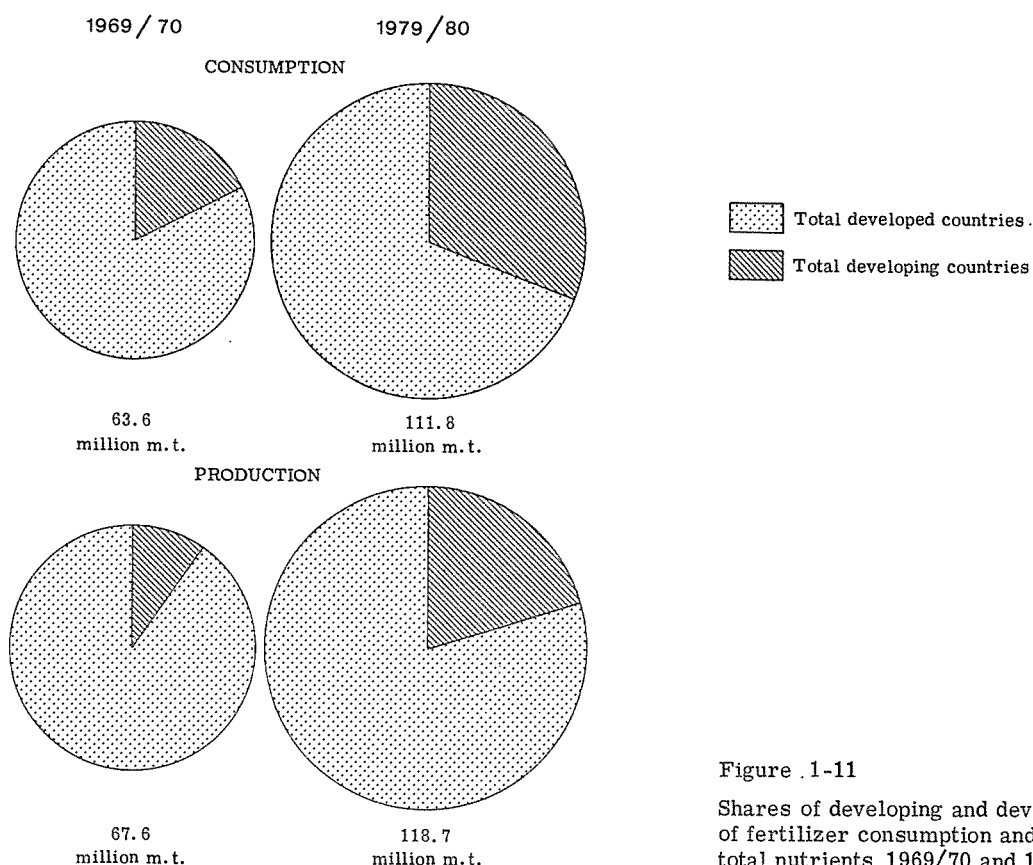 1969/70 1979/80
CONSUMPTION
Total developed countries.
Total developing countries
63.6 111.8
million m.t. million m.t.
PRODUCTION
67.6 118.7
million m.t. million m.t.
Figure .1-11
Shares of developing and
of fertilizer consumption and
total nutrients 1969/70 and